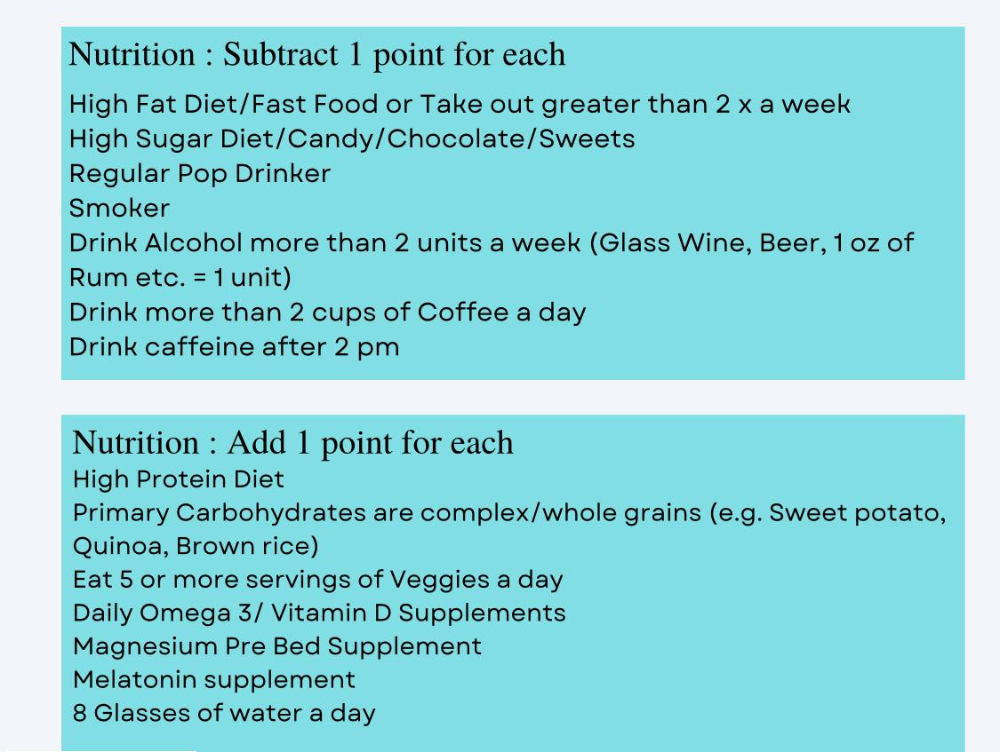 Nutrition : Subtract 1 point for each
High Fat Diet/Fast Food or Take out greater than 2 x a week
High Sugar Diet/Candy/Chocolate/Sweets
Regular Pop Drinker
Smoker
Drink Alcohol more than 2 units a week (Glass Wine, Beer, 1 oz of
Rum etc. = 1 unit)
Drink more than 2 cups of Coffee a day
Drink caffeine after 2 pm
Nutrition : Add 1 point for each
High Protein Diet
Primary Carbohydrates are complex/whole grains (e.g. Sweet potato,
Quinoa, Brown rice)
Eat 5 or more servings of Veggies a day
Daily Omega 3/ Vitamin D Supplements
Magnesium Pre Bed Supplement
Melatonin supplement
8 Glasses of water a day